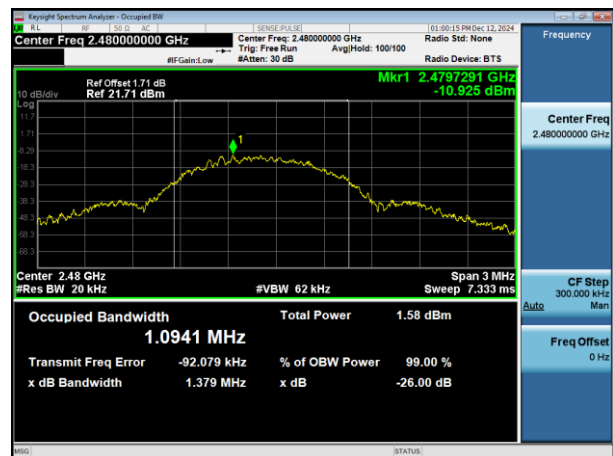 Keysight Spectrum Analyzer - Occupied BW
RL RF 50 Ω AC SENSE:PULSE 01:00:15 PM Dec 12, 2024
Center Freq 2.480000000 GHz Center Freq: 2.480000000 GHz Radio Std: None Frequency
Trig: Free Run Avg|Hold: 100/100
#IFGain:Low #Atten: 30 dB Radio Device: BTS
Ref Offset 1.71 dB Mkr1 2.4797291 GHz
10 dB/div Ref 21.71 dBm -10.925 dBm
Log
11.7
1.71
-8.29
-18.3
-28.3
-38.3
-48.3
-58.3
-68.3
1
Center Freq
2.480000000 GHz
Center 2.48 GHz Span 3 MHz
#Res BW 20 kHz #VBW 62 kHz Sweep 7.333 ms
CF Step
300.000 kHz
Auto Man
Occupied Bandwidth Total Power 1.58 dBm
1.0941 MHz
Transmit Freq Error -92.079 kHz % of OBW Power 99.00 %
x dB Bandwidth 1.379 MHz x dB -26.00 dB
Freq Offset
0 Hz
MSG STATUS